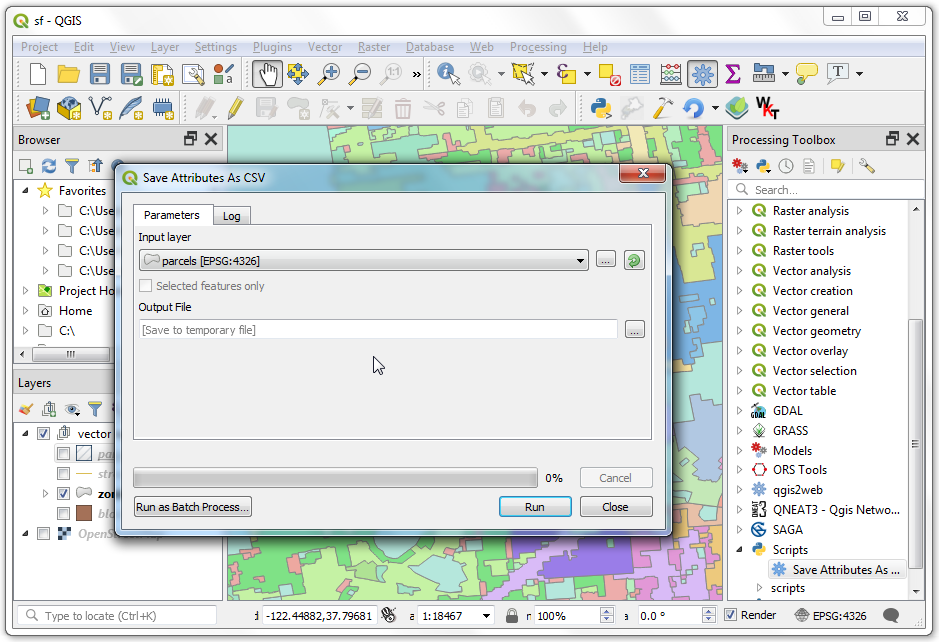 sf - QGIS
Project Edit View Layer Settings Plugins Vector Raster Database Web Processing Help
Browser
Favorites
C:\Use
C:\Use
C:\Use
C:\Use
Project Ho
Home
C:\
Layers
vector
pa
str
zon
blo
Save Attributes As CSV
Parameters
Log
Input layer
parcels [EPSG:4326]
...
Selected features only
Output File
[Save to temporary file]
...
0%
Cancel
Run as Batch Process...
Run
Close
Processing Toolbox
Search...
Raster analysis
Raster terrain analysis
Raster tools
Vector analysis
Vector creation
Vector general
Vector geometry
Vector overlay
Vector selection
Vector table
GDAL
GRASS
Models
ORS Tools
qgis2web
QNEAT3 - Qgis Netwo...
SAGA
Scripts
Save Attributes As ...
scripts
Type to locate (Ctrl+K)
-122.44882,37.79681
1:18467
100%
0.0 °
Render
EPSG:4326